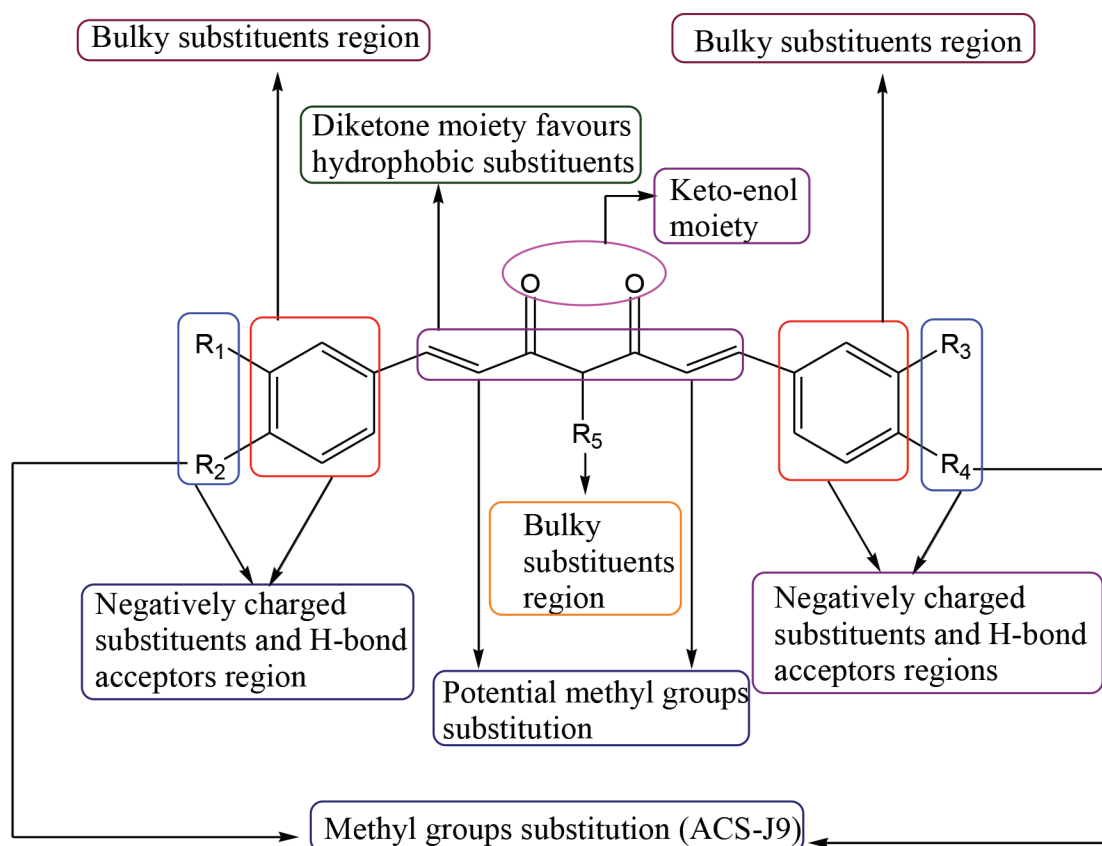 Bulky substituents region
Bulky substituents region
Diketone moiety favours
hydrophobic substituents
Keto-enol
moiety
O
O
R1
R3
R5
R2
R4
Bulky
substituents
region
Negatively charged
substituents and H-bond
acceptors region
Negatively charged
substituents and H-bond
acceptors regions
Potential methyl groups
substitution
Methyl groups substitution (ACS-J9)